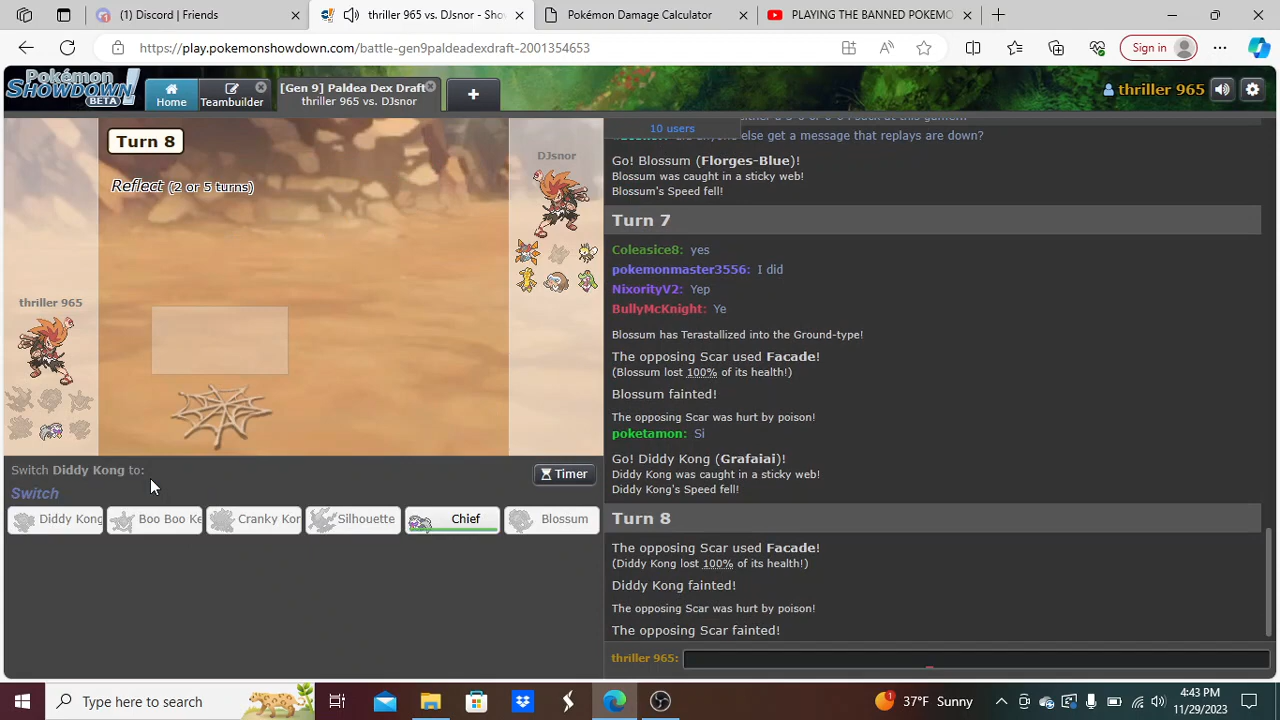 (1) Discord | Friends
thriller 965 vs. DJsnor - Show
Pokémon Damage Calculator
PLAYING THE BANNED POKEMO
https://play.pokemonshowdown.com/battle-gen9paldeadexdraft-2001354653
Sign in
Pokémon
SHOWDOWN!
BETA
Home
Teambuilder
[Gen 9] Paldea Dex Draft
thriller 965 vs. DJsnor
thriller 965
10 users
else get a message that replays are down?
Turn 8
Reflect (2 or 5 turns)
DJsnor
thriller 965
Go! Blossum (Florges-Blue)!
Blossum was caught in a sticky web!
Blossum's Speed fell!
Turn 7
Coleasice8: yes
pokemonmaster3556: I did
NixorityV2: Yep
BullyMcKnight: Ye
Blossum has Terastallized into the Ground-type!
The opposing Scar used Facade!
(Blossum lost 100% of its health!)
Blossum fainted!
The opposing Scar was hurt by poison!
poketamon: Si
Go! Diddy Kong (Grafaiai)!
Diddy Kong was caught in a sticky web!
Diddy Kong's Speed fell!
Turn 8
The opposing Scar used Facade!
(Diddy Kong lost 100% of its health!)
Diddy Kong fainted!
The opposing Scar was hurt by poison!
The opposing Scar fainted!
thriller 965:
Switch Diddy Kong to:
Timer
Switch
Diddy Kong
Boo Boo Ke
Cranky Kor
Silhouette
Chief
Blossum
Type here to search
1
37°F Sunny
4:43 PM
11/29/2023